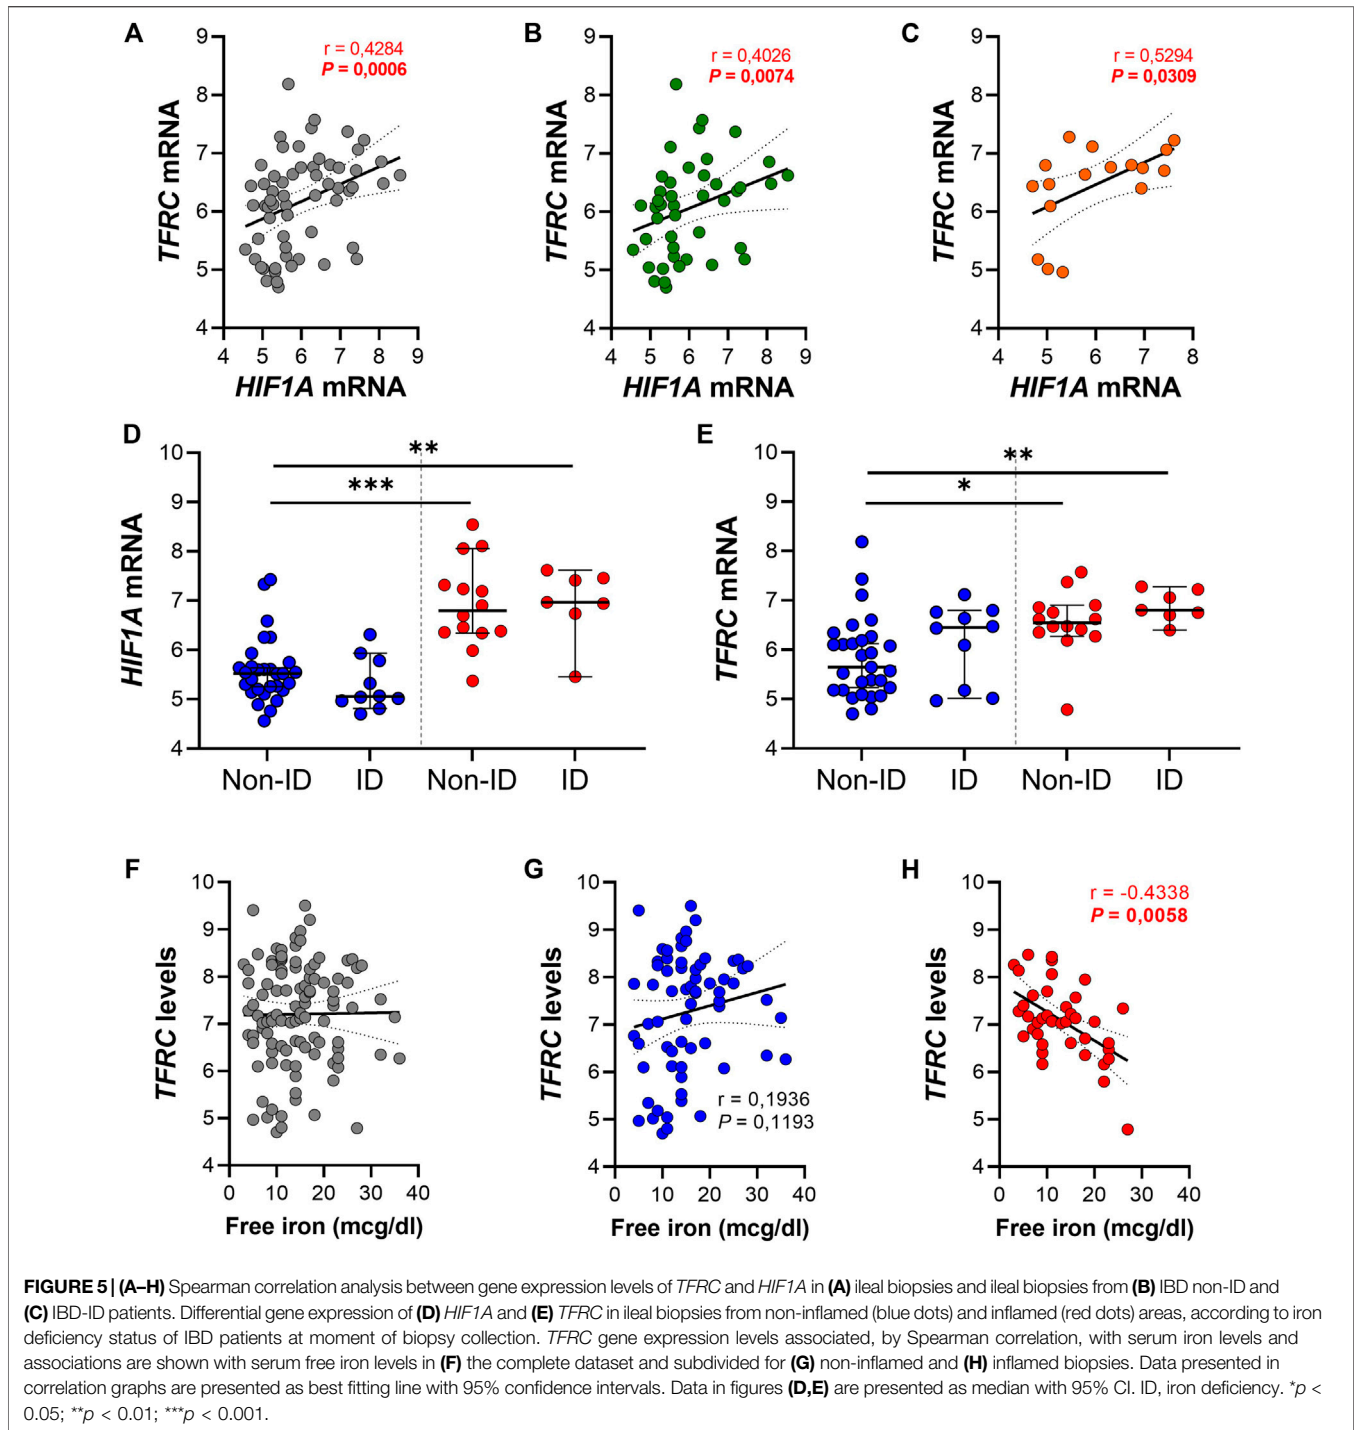 A
9
8
7
6
5
4
TFRC mRNA
r = 0,4284
P = 0,0006
4 5 6 7 8 9
HIF1A mRNA
B
9
8
7
6
5
4
TFRC mRNA
r = 0,4026
P = 0,0074
4 5 6 7 8 9
HIF1A mRNA
C
9
8
7
6
5
4
TFRC mRNA
r = 0,5294
P = 0,0309
4 5 6 7 8
HIF1A mRNA
D
10
9
8
7
6
5
4
HIF1A mRNA
**
***
Non-ID ID Non-ID ID
E
10
9
8
7
6
5
4
TFRC mRNA
**
*
Non-ID ID Non-ID ID
F
10
9
8
7
6
5
4
TFRC levels
0 10 20 30 40
Free iron (mcg/dl)
G
10
9
8
7
6
5
4
TFRC levels
r = 0,1936
P = 0,1193
0 10 20 30 40
Free iron (mcg/dl)
H
10
9
8
7
6
5
4
TFRC levels
r = -0.4338
P = 0,0058
0 10 20 30 40
Free iron (mcg/dl)
FIGURE 5 | (A–H) Spearman correlation analysis between gene expression levels of TFRC and HIF1A in (A) ileal biopsies and ileal biopsies from (B) IBD non-ID and
(C) IBD-ID patients. Differential gene expression of (D) HIF1A and (E) TFRC in ileal biopsies from non-inflamed (blue dots) and inflamed (red dots) areas, according to iron
deficiency status of IBD patients at moment of biopsy collection. TFRC gene expression levels associated, by Spearman correlation, with serum iron levels and
associations are shown with serum free iron levels in (F) the complete dataset and subdivided for (G) non-inflamed and (H) inflamed biopsies. Data presented in
correlation graphs are presented as best fitting line with 95% confidence intervals. Data in figures (D,E) are presented as median with 95% CI. ID, iron deficiency. *p <
0.05; **p < 0.01; ***p < 0.001.